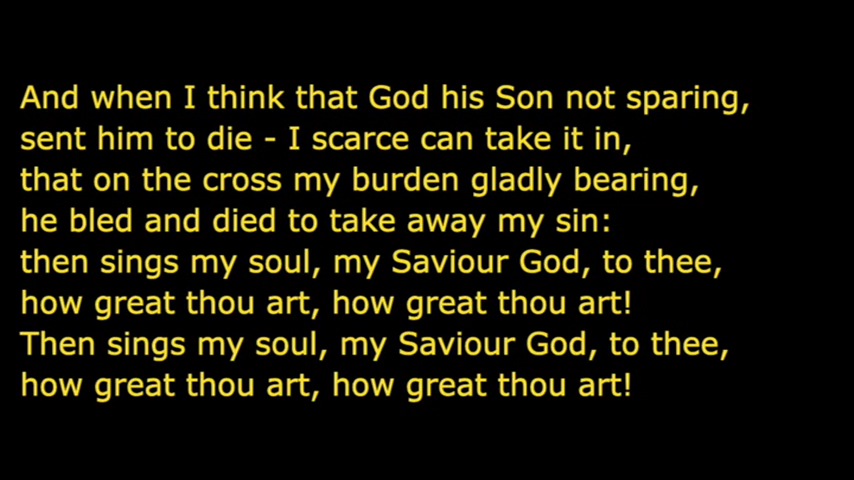 And when I think that God his Son not sparing,
sent him to die - I scarce can take it in,
that on the cross my burden gladly bearing,
he bled and died to take away my sin:
then sings my soul, my Saviour God, to thee,
how great thou art, how great thou art!
Then sings my soul, my Saviour God, to thee,
how great thou art, how great thou art!